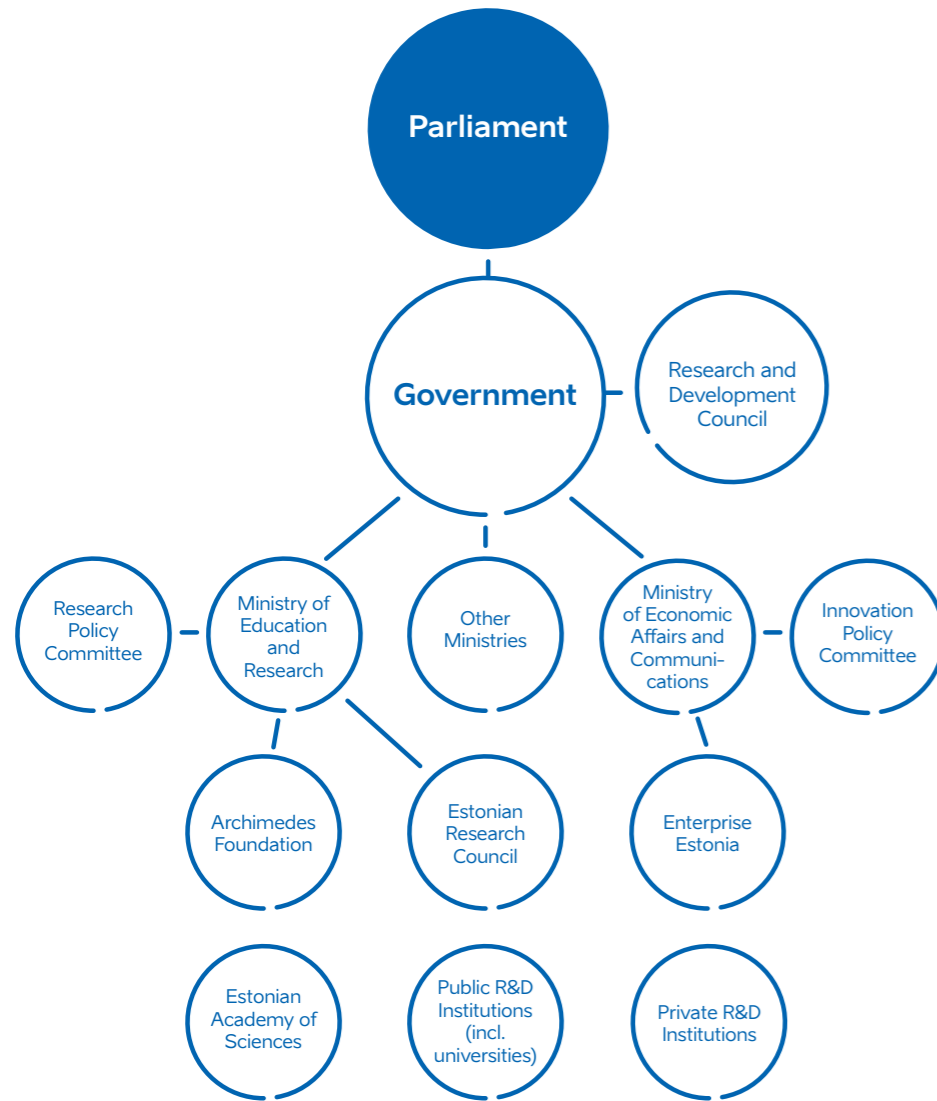 Parliament
Government
Research and
Development
Council
Research
Policy
Committee
Ministry of
Education
and
Research
Other
Ministries
Ministry
of Economic
Affairs and
Communi-
cations
Innovation
Policy
Committee
Archimedes
Foundation
Estonian
Research
Council
Enterprise
Estonia
Estonian
Academy of
Sciences
Public R&D
Institutions
(incl.
universities)
Private R&D
Institutions